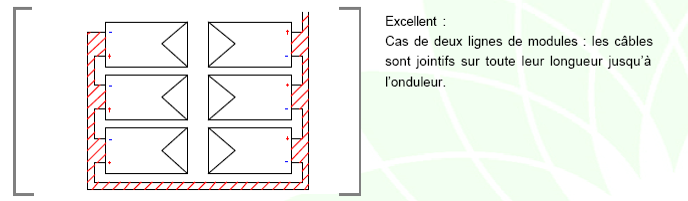 Excellent :
Cas de deux lignes de modules : les câbles
sont jointifs sur toute leur longueur jusqu'à
l'onduleur.
- +
+ -
- +
+ -
- +
+ -